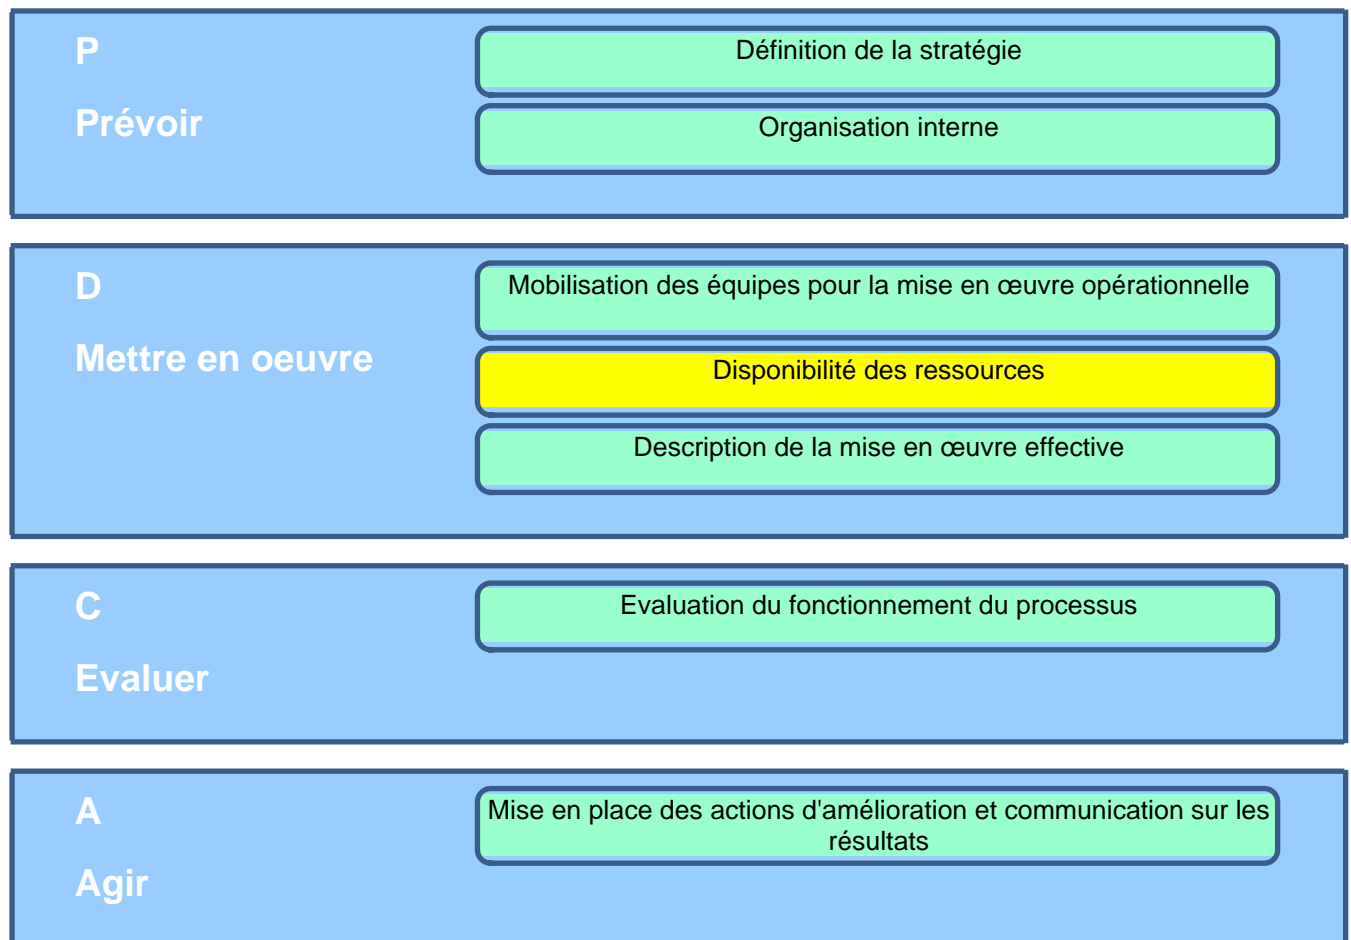 P
Prévoir
Définition de la stratégie
Organisation interne
D
Mettre en oeuvre
Mobilisation des équipes pour la mise en œuvre opérationnelle
Disponibilité des ressources
Description de la mise en œuvre effective
C
Evaluer
Evaluation du fonctionnement du processus
A
Agir
Mise en place des actions d'amélioration et communication sur les
résultats